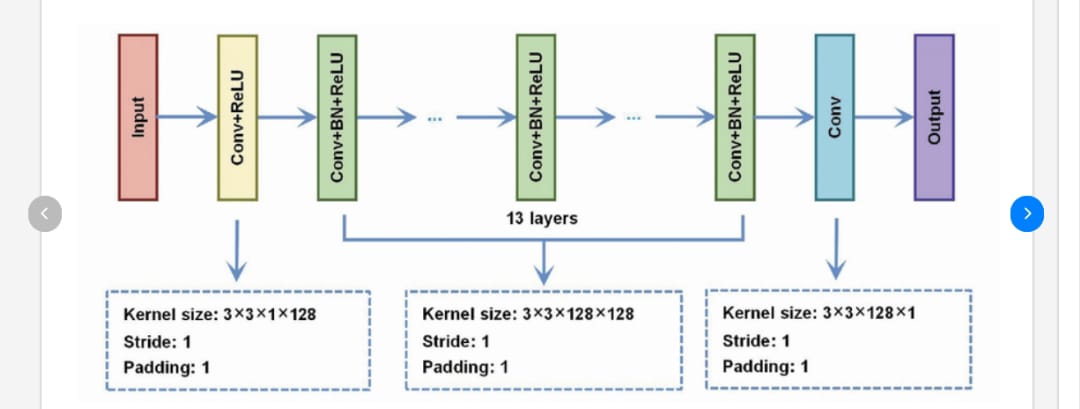 Input
Conv+ReLU
Conv+BN+ReLU
...
Conv+BN+ReLU
...
Conv+BN+ReLU
Conv
Output
13 layers
Kernel size: 3×3×1×128
Stride: 1
Padding: 1
Kernel size: 3×3×128×128
Stride: 1
Padding: 1
Kernel size: 3×3×128×1
Stride: 1
Padding: 1